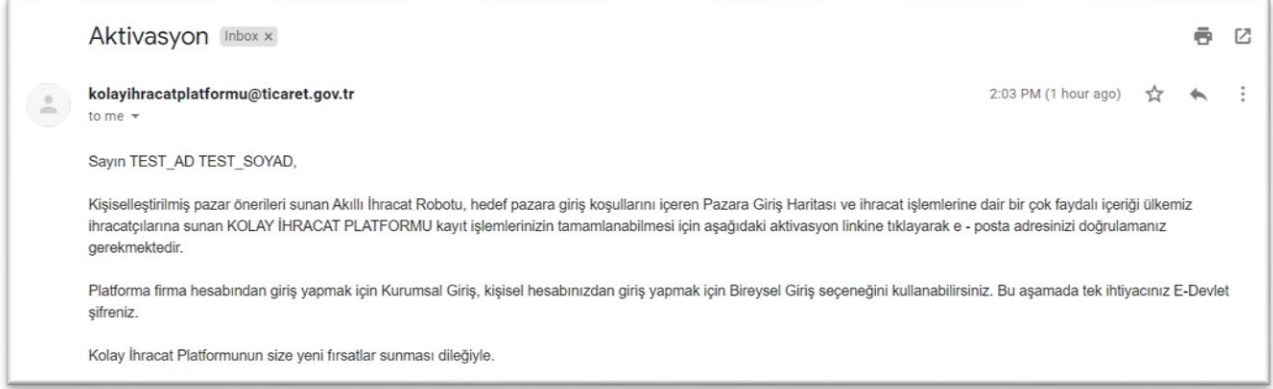 Aktivasyon Inbox x
kolayihracatplatformu@ticaret.gov.tr 2:03 PM (1 hour ago)
to me
Sayın TEST_AD TEST_SOYAD,
Kişiselleştirilmiş pazar önerileri sunan Akıllı İhracat Robotu, hedef pazara giriş koşullarını içeren Pazara Giriş Haritası ve ihracat işlemlerine dair bir çok faydalı içeriği ülkemiz
ihracatçılarına sunan KOLAY İHRACAT PLATFORMU kayıt işlemlerinizin tamamlanabilmesi için aşağıdaki aktivasyon linkine tıklayarak e - posta adresinizi doğrulamanız
gerekmektedir.
Platforma firma hesabından giriş yapmak için Kurumsal Giriş, kişisel hesabınızdan giriş yapmak için Bireysel Giriş seçeneğini kullanabilirsiniz. Bu aşamada tek ihtiyacınız E-Devlet
şifreniz.
Kolay İhracat Platformunun size yeni fırsatlar sunması dileğiyle.